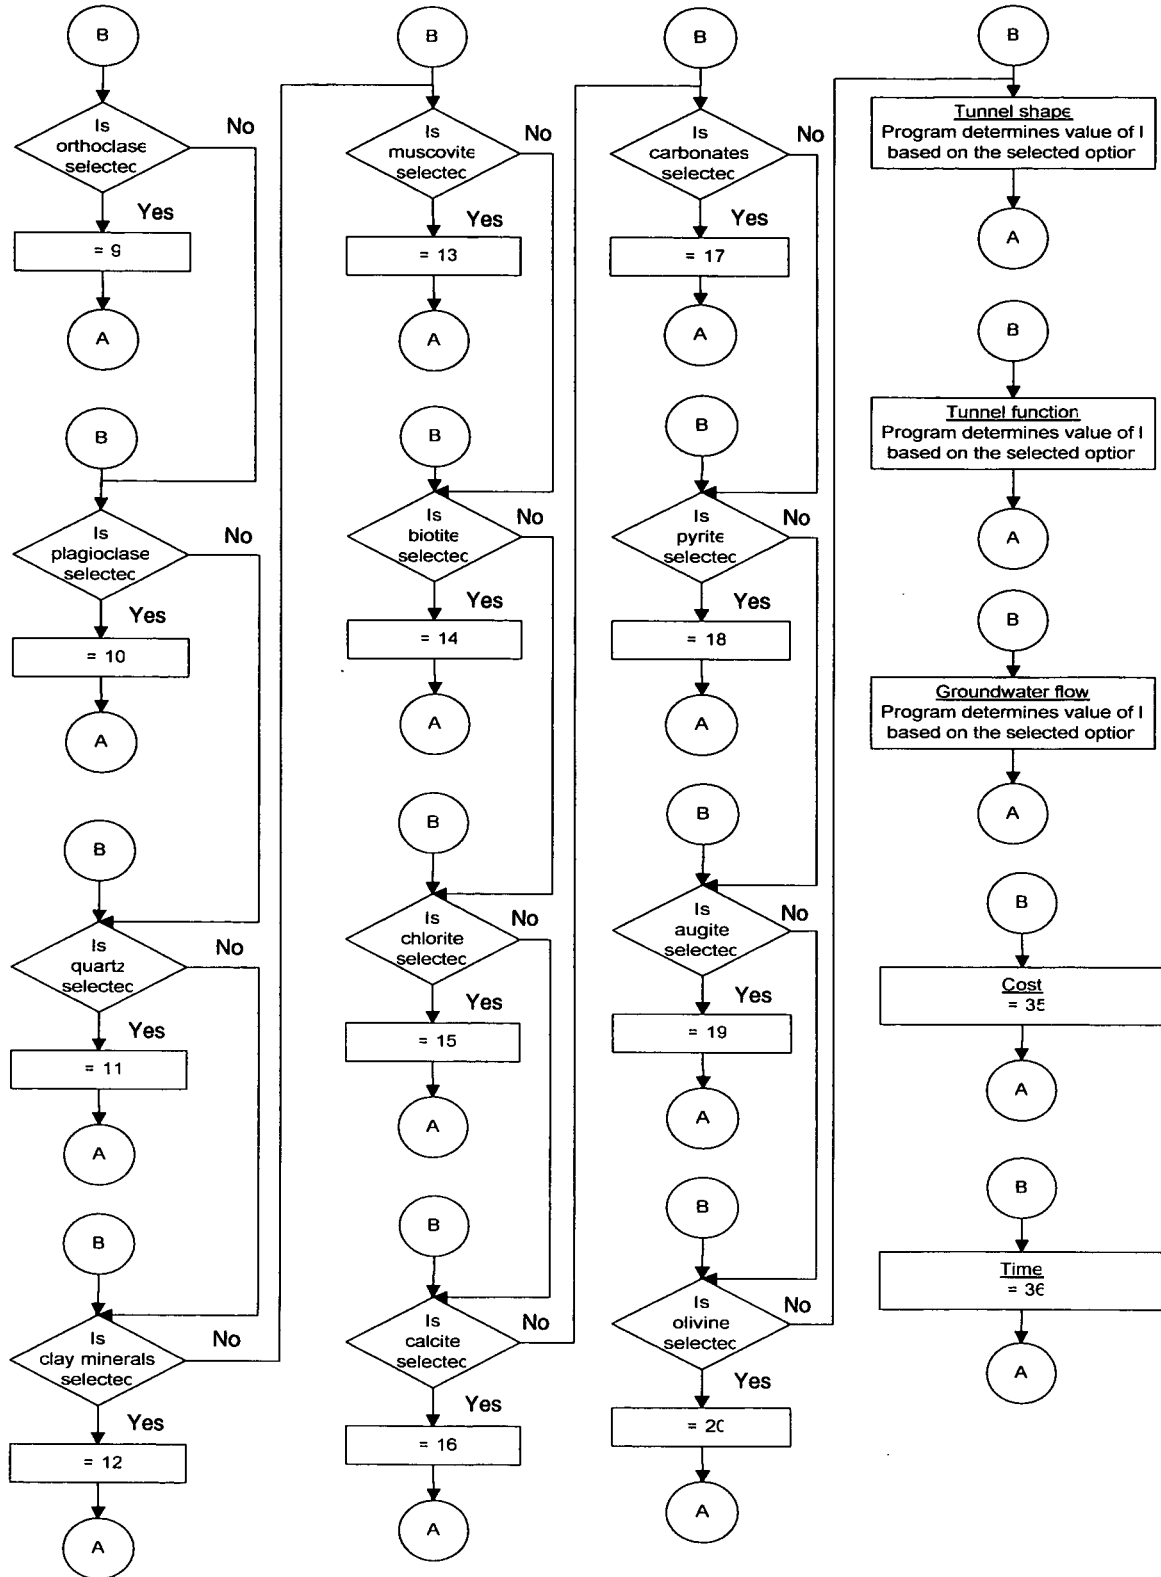 B
Is
orthoclase
selectec
No
Yes
= 9
A
B
Is
plagioclase
selectec
No
Yes
= 10
A
B
Is
quartz
selectec
No
Yes
= 11
A
B
Is
clay minerals
selectec
No
Yes
= 12
A
B
Is
muscovite
selectec
No
Yes
= 13
A
B
Is
biotite
selectec
No
Yes
= 14
A
B
Is
chlorite
selectec
No
Yes
= 15
A
B
Is
calcite
selectec
No
Yes
= 16
A
B
Is
carbonates
selectec
No
Yes
= 17
A
B
Is
pyrite
selectec
No
Yes
= 18
A
B
Is
augite
selectec
No
Yes
= 19
A
B
Is
olivine
selectec
No
Yes
= 20
A
B
Tunnel shape
Program determines value of I
based on the selected optior
A
B
Tunnel function
Program determines value of I
based on the selected optior
A
B
Groundwater flow
Program determines value of I
based on the selected optior
A
B
Cost
= 35
A
B
Time
= 36
A